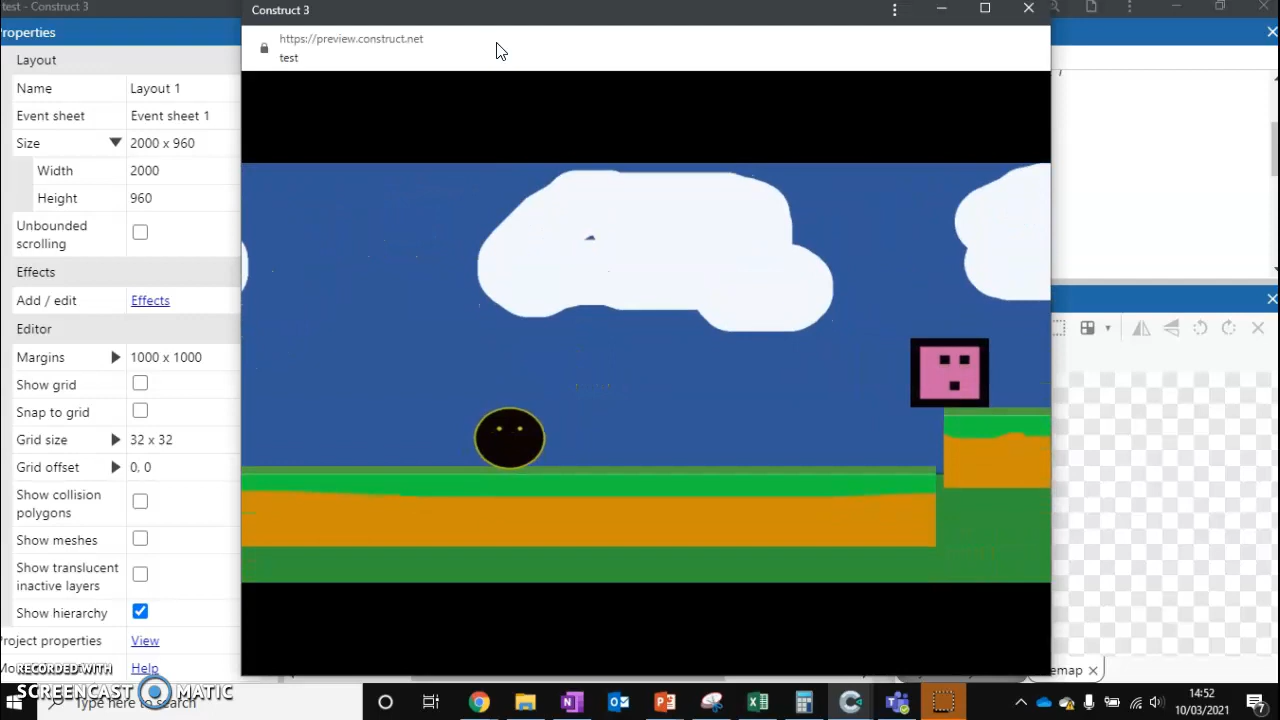 test - Construct 3
Construct 3
Properties
https://preview.construct.net
test
Layout
Name Layout 1
Event sheet Event sheet 1
Size 2000 x 960
Width 2000
Height 960
Unbounded
scrolling
Effects
Add / edit Effects
Editor
Margins 1000 x 1000
Show grid
Snap to grid
Grid size 32 x 32
Grid offset 0, 0
Show collision
polygons
Show meshes
Show translucent
inactive layers
Show hierarchy
Project properties View
Help
RECORDED WITH
SCREENCAST MATIC
Type here to search
emap
14:52
10/03/2021
7